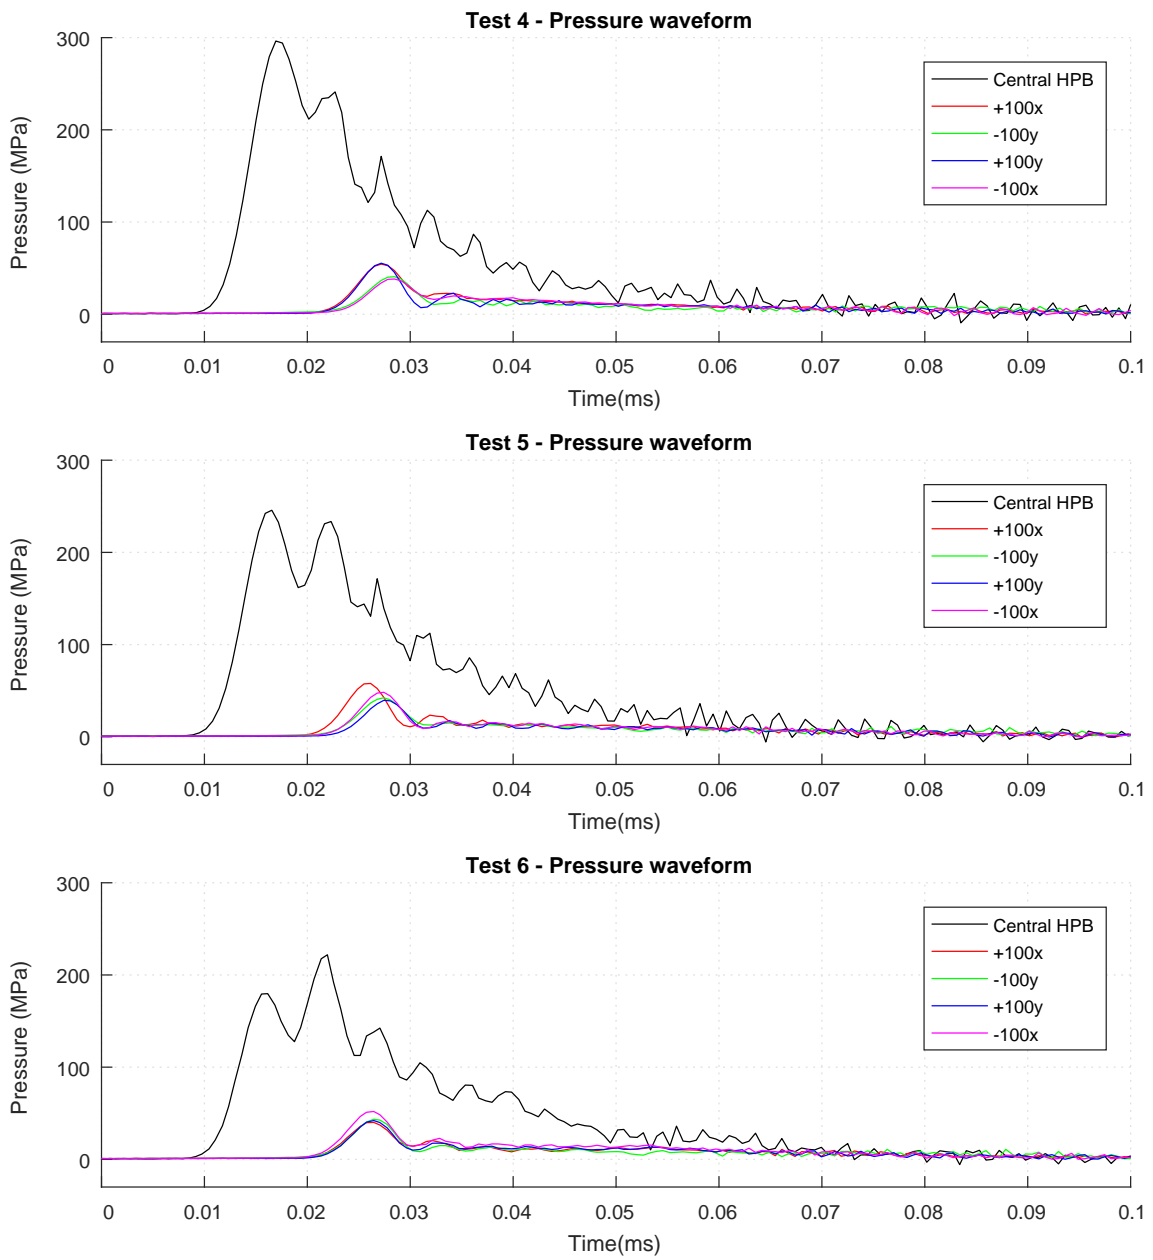 Test 4 - Pressure waveform
300
200
100
0
Pressure (MPa)
Central HPB
+100x
-100y
+100y
-100x
0 0.01 0.02 0.03 0.04 0.05 0.06 0.07 0.08 0.09 0.1
Time(ms)
Test 5 - Pressure waveform
300
200
100
0
Pressure (MPa)
Central HPB
+100x
-100y
+100y
-100x
0 0.01 0.02 0.03 0.04 0.05 0.06 0.07 0.08 0.09 0.1
Time(ms)
Test 6 - Pressure waveform
300
200
100
0
Pressure (MPa)
Central HPB
+100x
-100y
+100y
-100x
0 0.01 0.02 0.03 0.04 0.05 0.06 0.07 0.08 0.09 0.1
Time(ms)